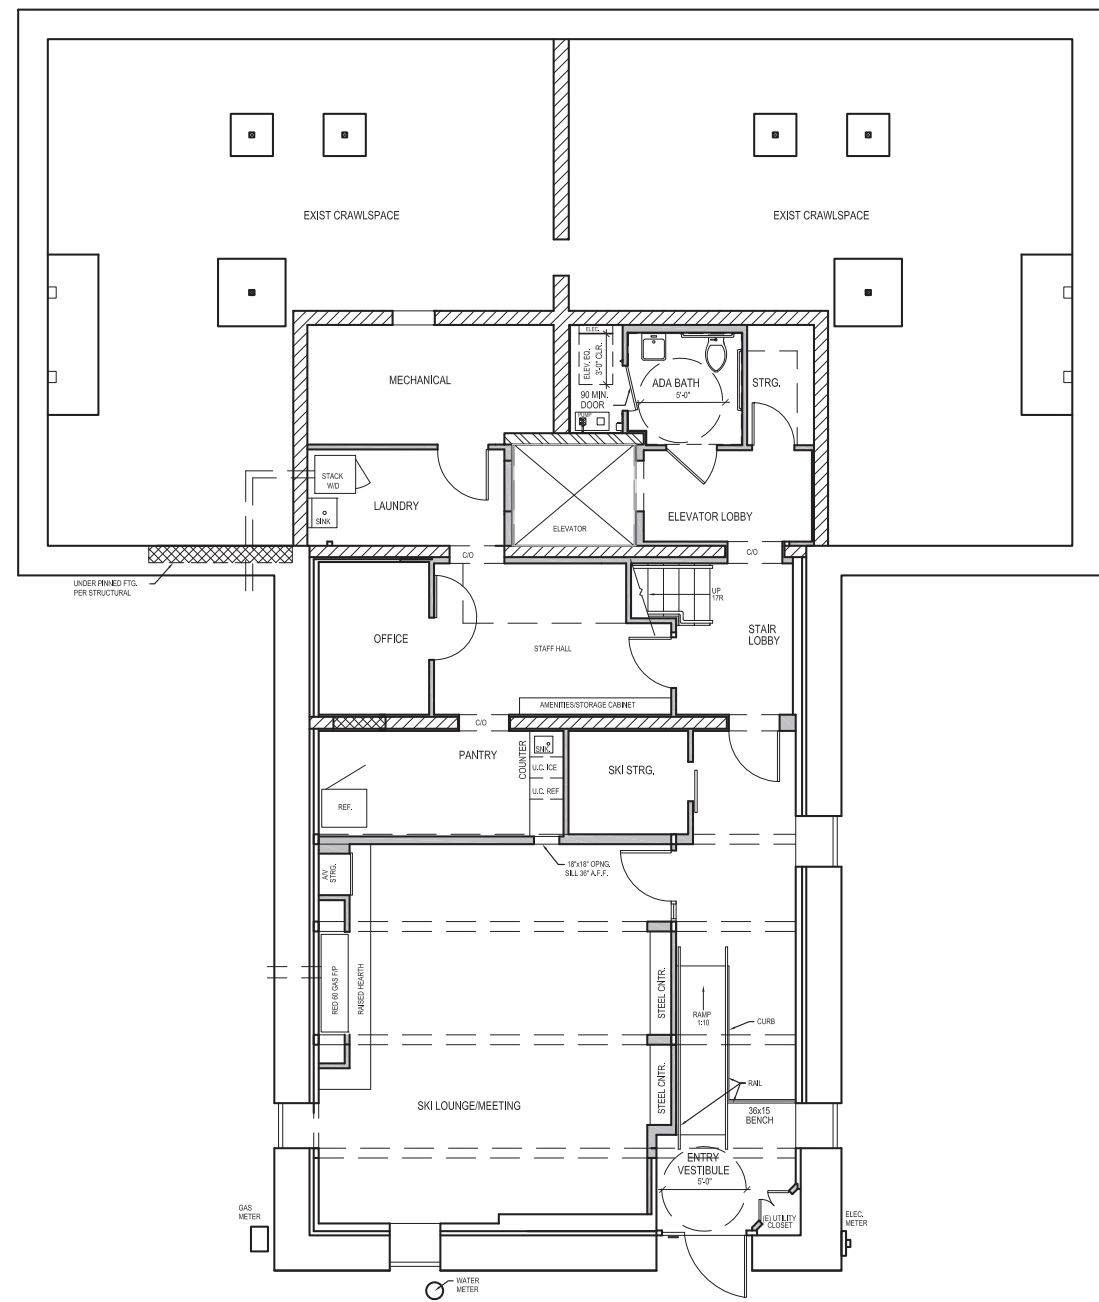 EXIST CRAWLSPACE
EXIST CRAWLSPACE
ELEC.
ELEV. EQ.
3'-0" CLR.
MECHANICAL
ADA BATH
5'-0"
STRG.
90 MIN.
DOOR
PUMP
STACK
W/D
SINK
LAUNDRY
ELEVATOR LOBBY
ELEVATOR
C/O
C/O
UNDER PINNED FTG.
PER STRUCTURAL
UP
17R
OFFICE
STAFF HALL
STAIR
LOBBY
AMENITIES/STORAGE CABINET
C/O
PANTRY
COUNTER
SNK.
U.C. ICE
U.C. REF
SKI STRG.
REF.
18"x18" OPNG.
SILL 36" A.F.F.
A/V
STRG.
RED 60 GAS F/P
RAISED HEARTH
STEEL CNTR.
RAMP
1:10
CURB
STEEL CNTR.
RAIL
SKI LOUNGE/MEETING
36x15
BENCH
ENTRY
VESTIBULE
5'-0"
(E) UTILITY
CLOSET
GAS
METER
ELEC.
METER
WATER
METER